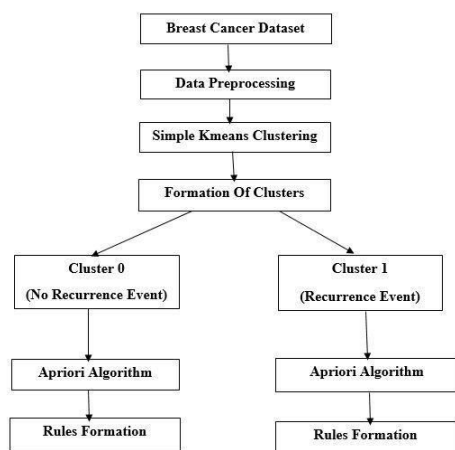 Breast Cancer Dataset
Data Preprocessing
Simple Kmeans Clustering
Formation Of Clusters
Cluster 0
(No Recurrence Event)
Cluster 1
(Recurrence Event)
Apriori Algorithm
Apriori Algorithm
Rules Formation
Rules Formation